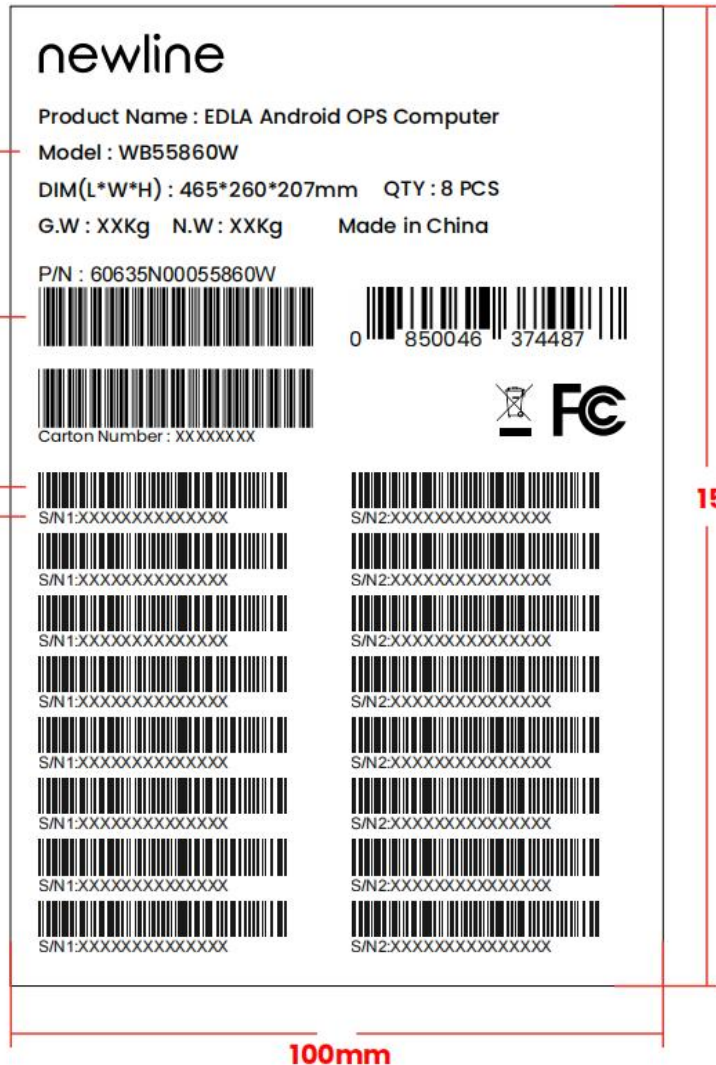 newline
Product Name : EDLA Android OPS Computer
Model : WB55860W
DIM(L*W*H) : 465*260*207mm QTY : 8 PCS
G.W : XXKg N.W : XXKg Made in China
P/N : 60635N00055860W
0 850046 374487
Carton Number : XXXXXXXX
FC
S/N1:XXXXXXXXXXXXXX S/N2:XXXXXXXXXXXXXXX
S/N1:XXXXXXXXXXXXXX S/N2:XXXXXXXXXXXXXXX
S/N1:XXXXXXXXXXXXXX S/N2:XXXXXXXXXXXXXXX
S/N1:XXXXXXXXXXXXXX S/N2:XXXXXXXXXXXXXXX
S/N1:XXXXXXXXXXXXXX S/N2:XXXXXXXXXXXXXXX
S/N1:XXXXXXXXXXXXXX S/N2:XXXXXXXXXXXXXXX
S/N1:XXXXXXXXXXXXXX S/N2:XXXXXXXXXXXXXXX
S/N1:XXXXXXXXXXXXXX S/N2:XXXXXXXXXXXXXXX
100mm